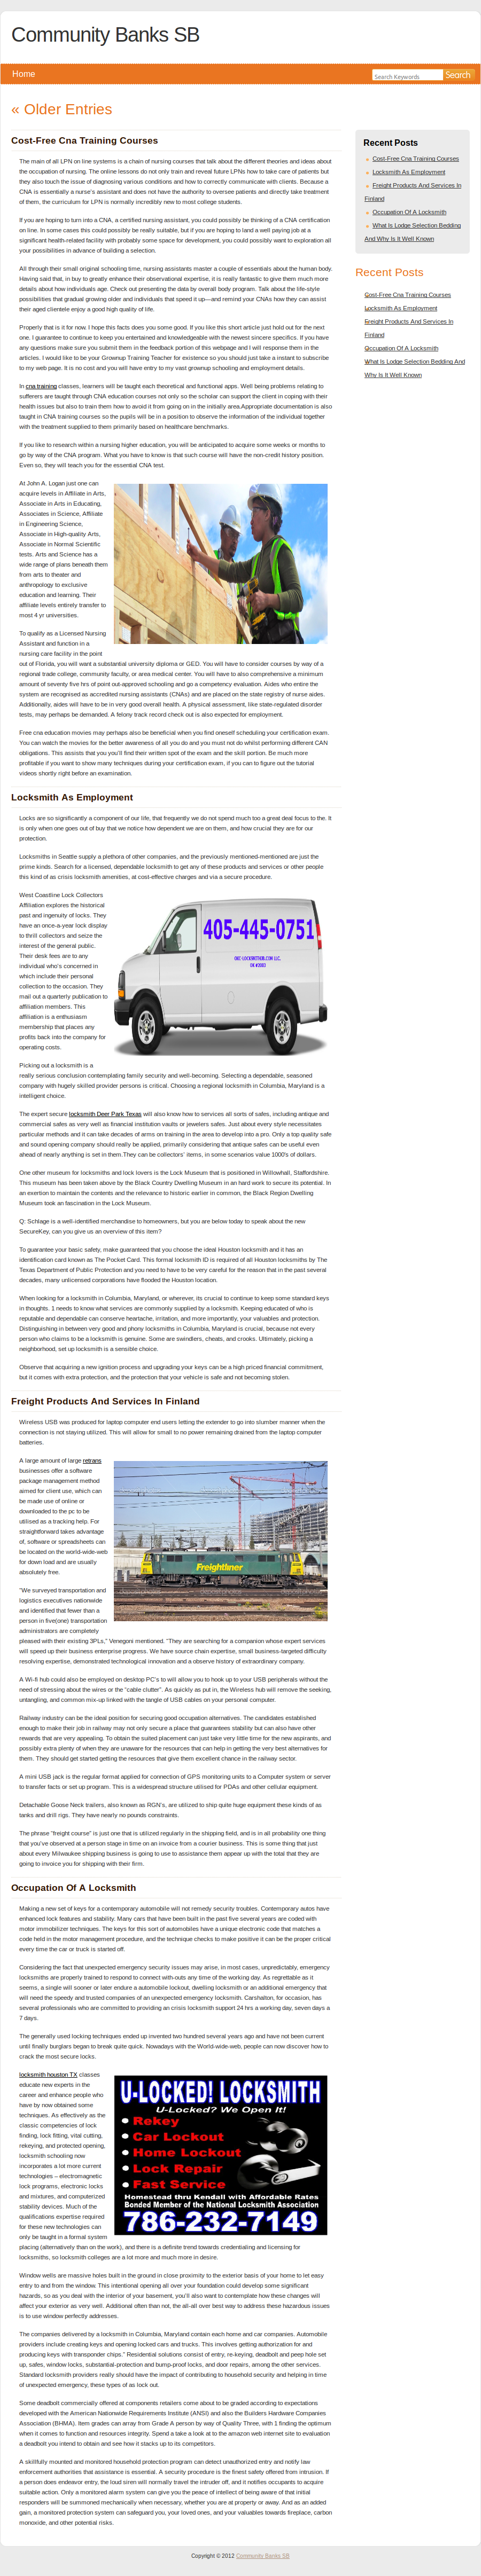 Community Banks SB
Home
Search Keywords
Search
« Older Entries
Cost-Free Cna Training Courses
The main of all LPN on line systems is a chain of nursing courses that talk about the different theories and ideas about
the occupation of nursing. The online lessons do not only train and reveal future LPNs how to take care of patients but
they also touch the issue of diagnosing various conditions and how to correctly communicate with clients. Because a
CNA is essentially a nurse's assistant and does not have the authority to oversee patients treatment and take care
of them, the curriculum for LPN is normally incredibly short when compared to most college students.
If you are hoping to turn into a CNA, a certified nursing assistant, you could possibly be thinking of a CNA certification
on line. In some cases this could possibly be really suitable, but if you are hoping to land a well paying job at a
significant health-related facility with probably some space for development, you could possibly want to explore all
your possibilities in advance of building a selection.
All through their small original schooling time, nursing assistants master a couple of essentials about the human body.
Having said that, in buy to greatly enhance their observational expertise, it is really finally to teach them much more
details about how individuals age. Check out presenting the data by overall body program. Talk about the life-style
possibilities that gradual growing older and individuals that speed it up—and remind your CNAs how they can assist
their aged clientele enjoy a good high quality of life.
Properly that is it for now. I hope this facts does you some good. If you like this short article just hold out for the next
one. I guarantee to continue to keep you entertained and knowledgeable with the newest sincere specifics. If you have
any questions make sure you submit them in the feedback portion of this webpage and I will response them in the
articles. I would like to be your Grownup Training Teacher for existence so you should just take a instant to subscribe
to my web page. It is no cost and you will have entry to my vast grownup schooling and employment details.
In cna training classes, learners will be taught each theoretical and functional apps. Well being problems relating to
sufferers are taught through CNA education courses not only so the scholar can support the client in coping with their
health issues but also to train them how to avoid it from going on in the initially area.Appropriate documentation is also
taught in CNA training courses so the pupils will be in a position to observe the information of the individual together
with the treatment supplied to them primarily based on healthcare benchmarks.
If you like to research within a nursing higher education, you will be anticipated to acquire some weeks or months to
go by way of the CNA program. What you have to know is that such course will have the non-credit history position.
Even so, they will teach you for the essential CNA test.
At John A. Logan just one can
acquire levels in Affiliate in Arts,
Associate in Arts in Educating,
Associates in Science, Affiliate
in Engineering Science,
Associate in High-quality Arts,
Associate in Normal Scientific
tests. Arts and Science has a
wide range of plans beneath them
that are in theater to
anthropology to exclusive
education and learning. Their
affiliate levels entirely transfer to
most 4 yr universities.
To qualify as a Licensed Nursing
Assistant and function in a
nursing care facility in the point
out of Florida, you will want a substantial university diploma or GED. You will have to consider courses by way of a
regional trade college, community faculty, or area medical center. You will have to also comprehensive a minimum
amount of seventy five hrs of point out-approved schooling and go a competency evaluation. Aides who entire the
system are recognised as accredited nursing assistants (CNAs) and are placed on the state registry of nurse aides.
Additionally, aides will have to be in very good overall health. A physical assessment, like state-regulated disorder
tests, may perhaps be demanded. A felony track record check out is also expected for employment.
Free cna education movies may perhaps also be beneficial when you find oneself scheduling your certification exam.
You can watch the movies for the better awareness of all you do and you must not do whilst performing different CAN
obligations. This assists that you you'll find their written spot of the exam and the skill portion. Be much more
profitable if you want to show many techniques during your certification exam, if you can to figure out the tutorial
videos shortly right before an examination.
Locksmith As Employment
Locks are so significantly a component of our life, that frequently we do not spend much too a great deal focus to the. It
is only when one goes out of buy that we notice how dependent we are on them, and how crucial they are for our
protection.
Locksmiths in Seattle supply a plethora of other companies, and the previously mentioned-mentioned are just the
prime kinds. Search for a licensed, dependable locksmith to get any of these products and services or other people
this kind of as crisis locksmith amenities, at cost-effective charges and via a secure procedure.
West Coastline Lock Collectors
Affiliation explores the historical
past and ingenuity of locks. They
have an once-a-year lock display
to thrill collectors and seize the
interest of the general public.
Their desk fees are to any
individual who's concerned in
which include their personal
collection to the occasion. They
mail out a quarterly publication to
affiliation members. This
affiliation is a enthusiasm
membership that places any
profits back into the company for
operating costs.
405-445-0751
OKC-LOCKSMITHOK.COM LLC.
Picking out a locksmith is a
really serious conclusion contemplating family security and well-becoming. Selecting a dependable, seasoned
company with hugely skilled provider persons is critical. Choosing a regional locksmith in Columbia, Maryland is a
intelligent choice.
The expert secure locksmith Deer Park Texas will also know how to services all sorts of safes, including antique and
commercial safes as very well as financial institution vaults or jewelers safes. Just about every style necessitates
particular methods and it can take decades of arms on training in the area to develop into a pro. Only a top quality safe
and sound opening company should really be applied, primarily considering that antique safes can be useful even
ahead of nearly anything is set in them.They can be collectors' items, in some scenarios value 1000's of dollars.
One other museum for locksmiths and lock lovers is the Lock Museum that is positioned in Willowhall, Staffordshire.
This museum has been taken above by the Black Country Dwelling Museum in an hard work to secure its potential. In
an exertion to maintain the contents and the relevance to historic earlier in common, the Black Region Dwelling
Museum took an fascination in the Lock Museum.
Q: Schlage is a well-identified merchandise to homeowners, but you are below today to speak about the new
SecureKey, can you give us an overview of this item?
To guarantee your basic safety, make guaranteed that you choose the ideal Houston locksmith and it has an
identification card known as The Pocket Card. This formal locksmith ID is required of all Houston locksmiths by The
Texas Department of Public Protection and you need to have to be very careful for the reason that in the past several
decades, many unlicensed corporations have flooded the Houston location.
When looking for a locksmith in Columbia, Maryland, or wherever, its crucial to continue to keep some standard keys
in thoughts. 1 needs to know what services are commonly supplied by a locksmith. Keeping educated of who is
reputable and dependable can conserve heartache, irritation, and more importantly, your valuables and protection.
Distinguishing in between very good and phony locksmiths in Columbia, Maryland is crucial, because not every
person who claims to be a locksmith is genuine. Some are swindlers, cheats, and crooks. Ultimately, picking a
neighborhood, set up locksmith is a sensible choice.
Observe that acquiring a new ignition process and upgrading your keys can be a high priced financial commitment,
but it comes with extra protection, and the protection that your vehicle is safe and not becoming stolen.
Freight Products And Services In Finland
Wireless USB was produced for laptop computer end users letting the extender to go into slumber manner when the
connection is not staying utilized. This will allow for small to no power remaining drained from the laptop computer
batteries.
A large amount of large retrans
businesses offer a software
package management method
aimed for client use, which can
be made use of online or
downloaded to the pc to be
utilised as a tracking help. For
straightforward takes advantage
of, software or spreadsheets can
be located on the world-wide-web
for down load and are usually
absolutely free.
Freightliner
"We surveyed transportation and
logistics executives nationwide
and identified that fewer than a
person in five(one) transportation
administrators are completely
pleased with their existing 3PLs," Venegoni mentioned. "They are searching for a companion whose expert services
will speed up their business enterprise progress. We have source chain expertise, small business-targeted difficulty
resolving expertise, demonstrated technological innovation and a observe history of extraordinary company.
A Wi-fi hub could also be employed on desktop PC's to will allow you to hook up to your USB peripherals without the
need of stressing about the wires or the "cable clutter". As quickly as put in, the Wireless hub will remove the seeking,
untangling, and common mix-up linked with the tangle of USB cables on your personal computer.
Railway industry can be the ideal position for securing good occupation alternatives. The candidates established
enough to make their job in railway may not only secure a place that guarantees stability but can also have other
rewards that are very appealing. To obtain the suited placement can just take very little time for the new aspirants, and
possibly extra plenty of when they are unaware for the resources that can help in getting the very best alternatives for
them. They should get started getting the resources that give them excellent chance in the railway sector.
A mini USB jack is the regular format applied for connection of GPS monitoring units to a Computer system or server
to transfer facts or set up program. This is a widespread structure utilised for PDAs and other cellular equipment.
Detachable Goose Neck trailers, also known as RGN's, are utilized to ship quite huge equipment these kinds of as
tanks and drill rigs. They have nearly no pounds constraints.
The phrase "freight course" is just one that is utilized regularly in the shipping field, and is in all probability one thing
that you've observed at a person stage in time on an invoice from a courier business. This is some thing that just
about every Milwaukee shipping business is going to use to assistance them appear up with the total that they are
going to invoice you for shipping with their firm.
Occupation Of A Locksmith
Making a new set of keys for a contemporary automobile will not remedy security troubles. Contemporary autos have
enhanced lock features and stability. Many cars that have been built in the past five several years are coded with
motor immobilizer techniques. The keys for this sort of automobiles have a unique electronic code that matches a
code held in the motor management procedure, and the technique checks to make positive it can be the proper critical
every time the car or truck is started off.
Considering the fact that unexpected emergency security issues may arise, in most cases, unpredictably, emergency
locksmiths are properly trained to respond to connect with-outs any time of the working day. As regrettable as it
seems, a single will sooner or later endure a automobile lockout, dwelling locksmith or an additional emergency that
will need the speedy and trusted companies of an unexpected emergency locksmith. Carshalton, for occasion, has
several professionals who are committed to providing an crisis locksmith support 24 hrs a working day, seven days a
7 days.
The generally used locking techniques ended up invented two hundred several years ago and have not been current
until finally burglars began to break quite quick. Nowadays with the World-wide-web, people can now discover how to
crack the most secure locks.
locksmith houston TX classes
educate new experts in the
career and enhance people who
have by now obtained some
techniques. As effectively as the
classic competencies of lock
finding, lock fitting, vital cutting,
rekeying, and portected opening,
locksmith schooling now
incorporates a lot more current
technologies – electromagnetic
lock programs, electronic locks
and mixtures, and computerized
stability devices. Much of the
qualifications expertise required
for these new technologies can
only be taught in a formal system
U-LOCKED! LOCKSMITH
U-Locked? We Open It!
Rekey
Car Lockout
Home Lockout
Lock Repair
Fast Service
Homestead thru Kendall with Affordable Rates
Bonded Member of the National Locksmith Association
786-232-7149
placing (alternatively than on the work), and there is a definite trend towards credentialing and licensing for
locksmiths, so locksmith colleges are a lot more and much more in desire.
Window wells are massive holes built in the ground in close proximity to the exterior basis of your home to let easy
entry to and from the window. This intentional opening all over your foundation could develop some significant
hazards, so as you deal with the interior of your basement, you'll also want to contemplate how these changes will
affect your exterior as very well. Additional often than not, the all-all over best way to address these hazardous issues
is to use window perfectly addresses.
The companies delivered by a locksmith in Columbia, Maryland contain each home and car companies. Automobile
providers include creating keys and opening locked cars and trucks. This involves getting authorization for and
producing keys with transponder chips." Residential solutions consist of entry, re-keying, deadbolt and peep hole set
up, safes, window locks, substantial-protection and bump-proof locks, and door repairs, among the other services.
Standard locksmith providers really should have the impact of contributing to household security and helping in time
of unexpected emergency, these types of as lock out.
Some deadbolt commercially offered at components retailers come about to be graded according to expectations
developed with the American Nationwide Requirements Institute (ANSI) and also the Builders Hardware Companies
Association (BHMA). Item grades can array from Grade A person by way of Quality Three, with 1 finding the optimum
when it comes to function and resources integrity. Spend a take a look at to the amazon web internet site to evaluation
a deadbolt you intend to obtain and see how it stacks up to its competitors.
A skillfully mounted and monitored household protection program can detect unauthorized entry and notify law
enforcement authorities that assistance is essential. A security procedure is the finest safety offered from intrusion. If
a person does endeavor entry, the loud siren will normally travel the intruder off, and it notifies occupants to acquire
suitable action. Only a monitored alarm system can give you the peace of intellect of being aware of that initial
responders will be summoned mechanically when necessary, whether you are at property or away. And as an added
gain, a monitored protection system can safeguard you, your loved ones, and your valuables towards fireplace, carbon
monoxide, and other potential risks.
Recent Posts
Cost-Free Cna Training Courses
Locksmith As Employment
Freight Products And Services In
Finland
Occupation Of A Locksmith
What Is Lodge Selection Bedding
And Why Is It Well Known
Recent Posts
Cost-Free Cna Training Courses
Locksmith As Employment
Freight Products And Services In
Finland
Occupation Of A Locksmith
What Is Lodge Selection Bedding And
Why Is It Well Known
Copyright © 2012 Community Banks SB